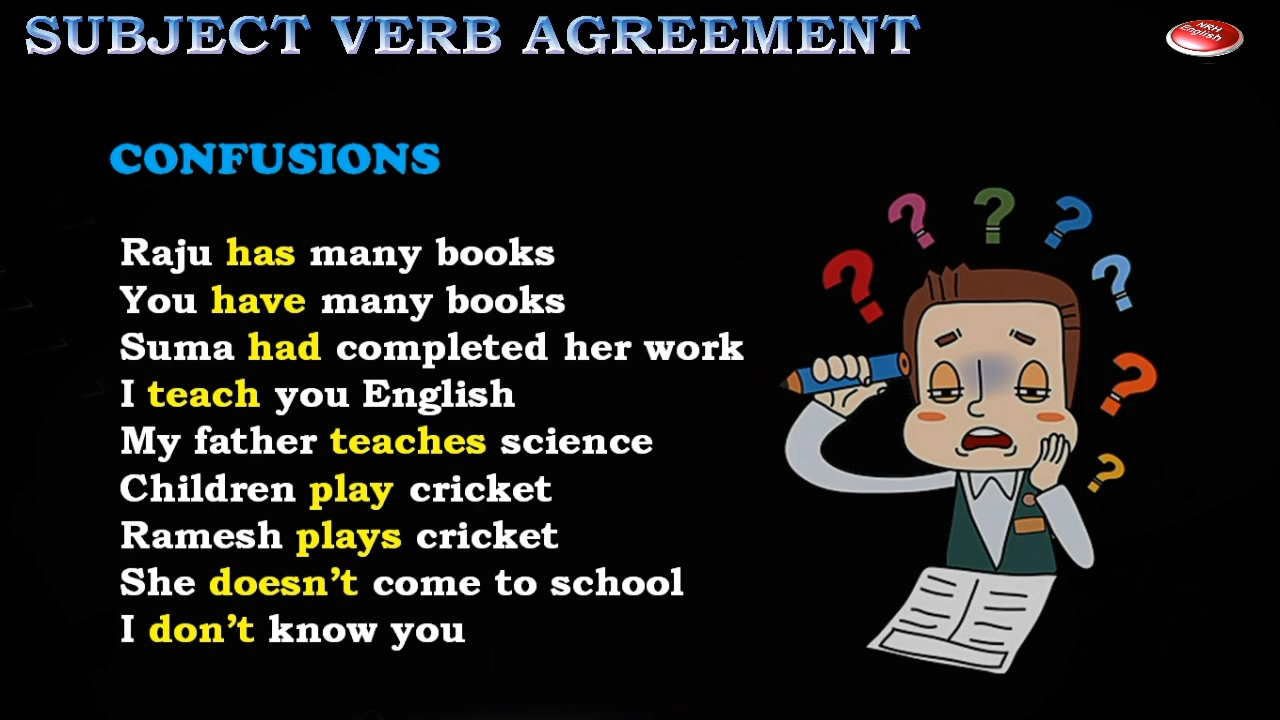 SUBJECT VERB AGREEMENT
NRH
English
CONFUSIONS
Raju has many books
You have many books
Suma had completed her work
I teach you English
My father teaches science
Children play cricket
Ramesh plays cricket
She doesn’t come to school
I don’t know you
? ? ? ? ? ? ?